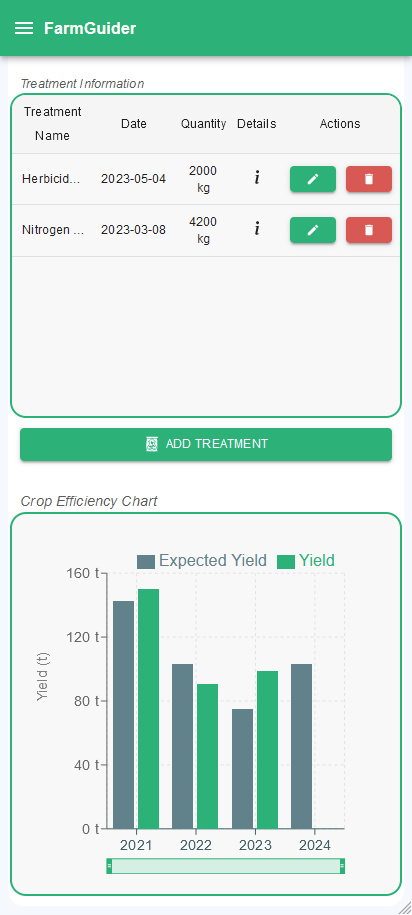 FarmGuider
Treatment Information
Treatment Name Date Quantity Details Actions
Herbicid... 2023-05-04 2000 kg i
Nitrogen ... 2023-03-08 4200 kg i
ADD TREATMENT
Crop Efficiency Chart
Expected Yield Yield
160 t
120 t
80 t
40 t
0 t
Yield (t)
2021 2022 2023 2024